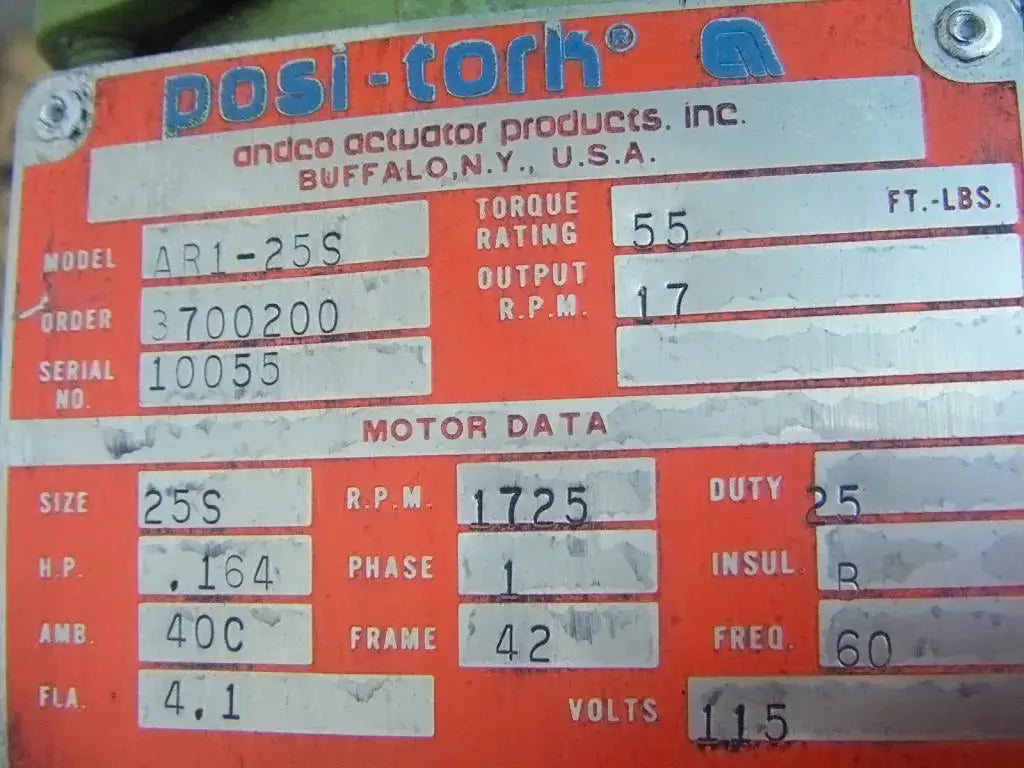 posi-tork®
andco actuator products, inc.
BUFFALO, N.Y., U.S.A.
MODEL AR1-25S TORQUE RATING 55 FT.-LBS.
ORDER 3700200 OUTPUT R.P.M. 17
SERIAL NO. 10055
MOTOR DATA
SIZE 25S R.P.M. 1725 DUTY 25
H.P. .164 PHASE 1 INSUL B
AMB. 40C FRAME 42 FREQ. 60
FLA. 4.1 VOLTS 115